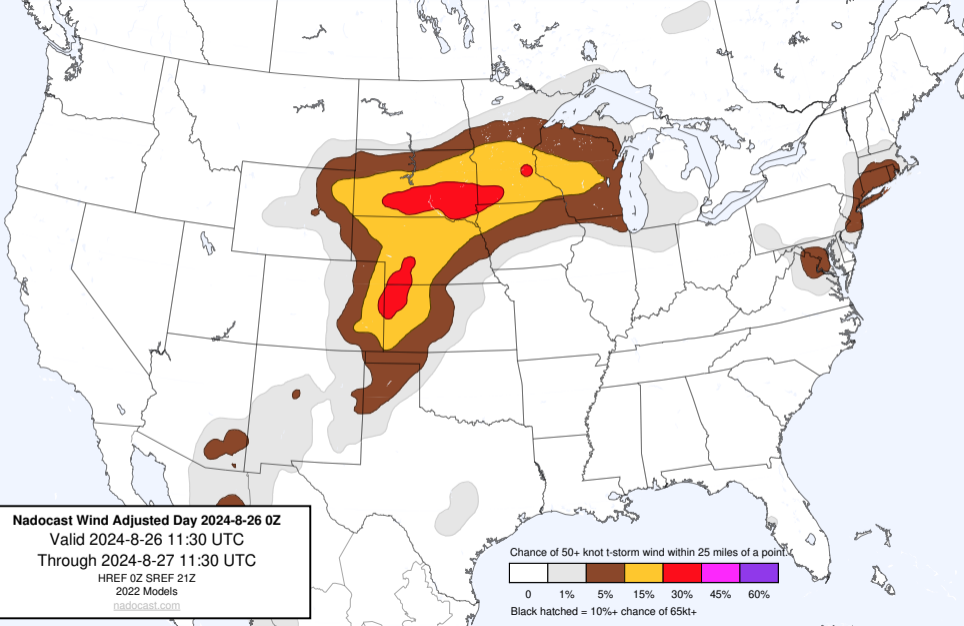 Nadocast Wind Adjusted Day 2024-8-26 0Z
Valid 2024-8-26 11:30 UTC
Through 2024-8-27 11:30 UTC
HREF 0Z SREF 21Z
2022 Models
nadocast.com
Chance of 50+ knot t-storm wind within 25 miles of a point.
0 1% 5% 15% 30% 45% 60%
Black hatched = 10%+ chance of 65kt+